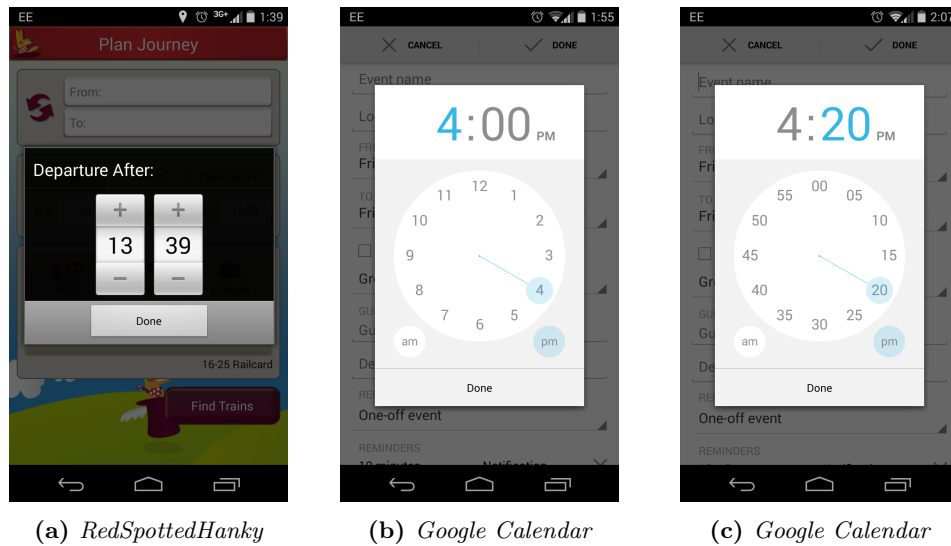 EE 3G+ 1:39
Plan Journey
From:
To:
Departure After:
+ +
13 39
− −
Done
16-25 Railcard
Find Trains
(a) RedSpottedHanky
EE 1:55
CANCEL DONE
Event name
4:00 PM
12
11 1
10 2
9 3
8 4
7 5
6
am pm
Done
One-off event
REMINDERS
10 minutes Notification
(b) Google Calendar
EE 2:07
CANCEL DONE
Event name
4:20 PM
00
55 05
50 10
45 15
40 20
35 25
30
am pm
Done
One-off event
REMINDERS
(c) Google Calendar